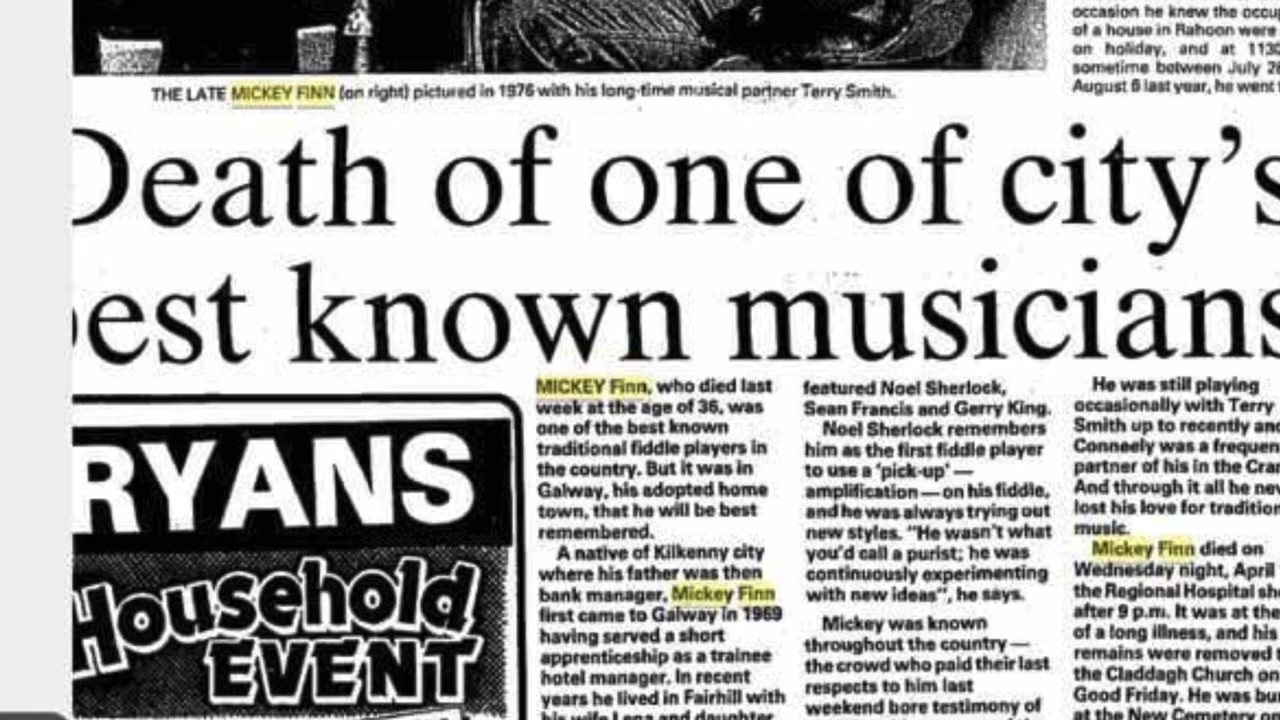 THE LATE MICKEY FINN (on right) pictured in 1976 with his long-time musical partner Terry Smith.
Death of one of city's
best known musicians
RYANS
Household
EVENT
MICKEY Finn, who died last
week at the age of 36, was
one of the best known
traditional fiddle players in
the country. But it was in
Galway, his adopted home
town, that he will be best
remembered.
A native of Kilkenny city
where his father was then
bank manager, Mickey Finn
first came to Galway in 1969
having served a short
apprenticeship as a trainee
hotel manager. In recent
years he lived in Fairhill with
his wife Lena and daughter
featured Noel Sherlock,
Sean Francis and Gerry King.
Noel Sherlock remembers
him as the first fiddle player
to use a 'pick-up' —
amplification — on his fiddle,
and he was always trying out
new styles. "He wasn't what
you'd call a purist; he was
continuously experimenting
with new ideas", he says.
Mickey was known
throughout the country —
the crowd who paid their last
respects to him last
weekend bore testimony of
occasion he knew the occu
of a house in Rahoon were
on holiday, and at 1130
sometime between July 28
August 6 last year, he went
He was still playing
occasionally with Terry
Smith up to recently and
Conneely was a frequen
partner of his in the Cra
And through it all he nev
lost his love for tradition
music.
Mickey Finn died on
Wednesday night, April
the Regional Hospital sh
after 9 p.m. It was at the
of a long illness, and his
remains were removed
the Claddagh Church on
Good Friday. He was bu
at the New Cemetery on